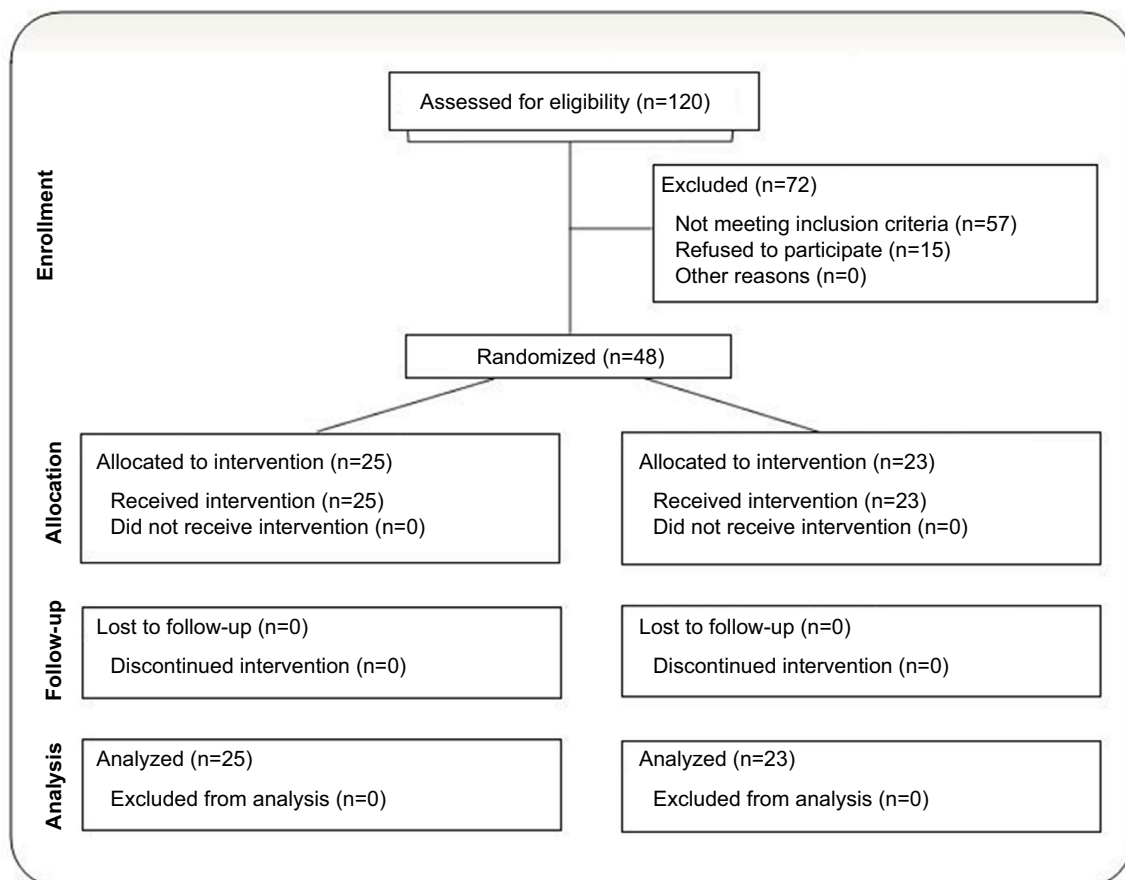 Assessed for eligibility (n=120)
Enrollment
Excluded (n=72)
Not meeting inclusion criteria (n=57)
Refused to participate (n=15)
Other reasons (n=0)
Randomized (n=48)
Allocation
Allocated to intervention (n=25)
Received intervention (n=25)
Did not receive intervention (n=0)
Allocated to intervention (n=23)
Received intervention (n=23)
Did not receive intervention (n=0)
Follow-up
Lost to follow-up (n=0)
Discontinued intervention (n=0)
Lost to follow-up (n=0)
Discontinued intervention (n=0)
Analysis
Analyzed (n=25)
Excluded from analysis (n=0)
Analyzed (n=23)
Excluded from analysis (n=0)